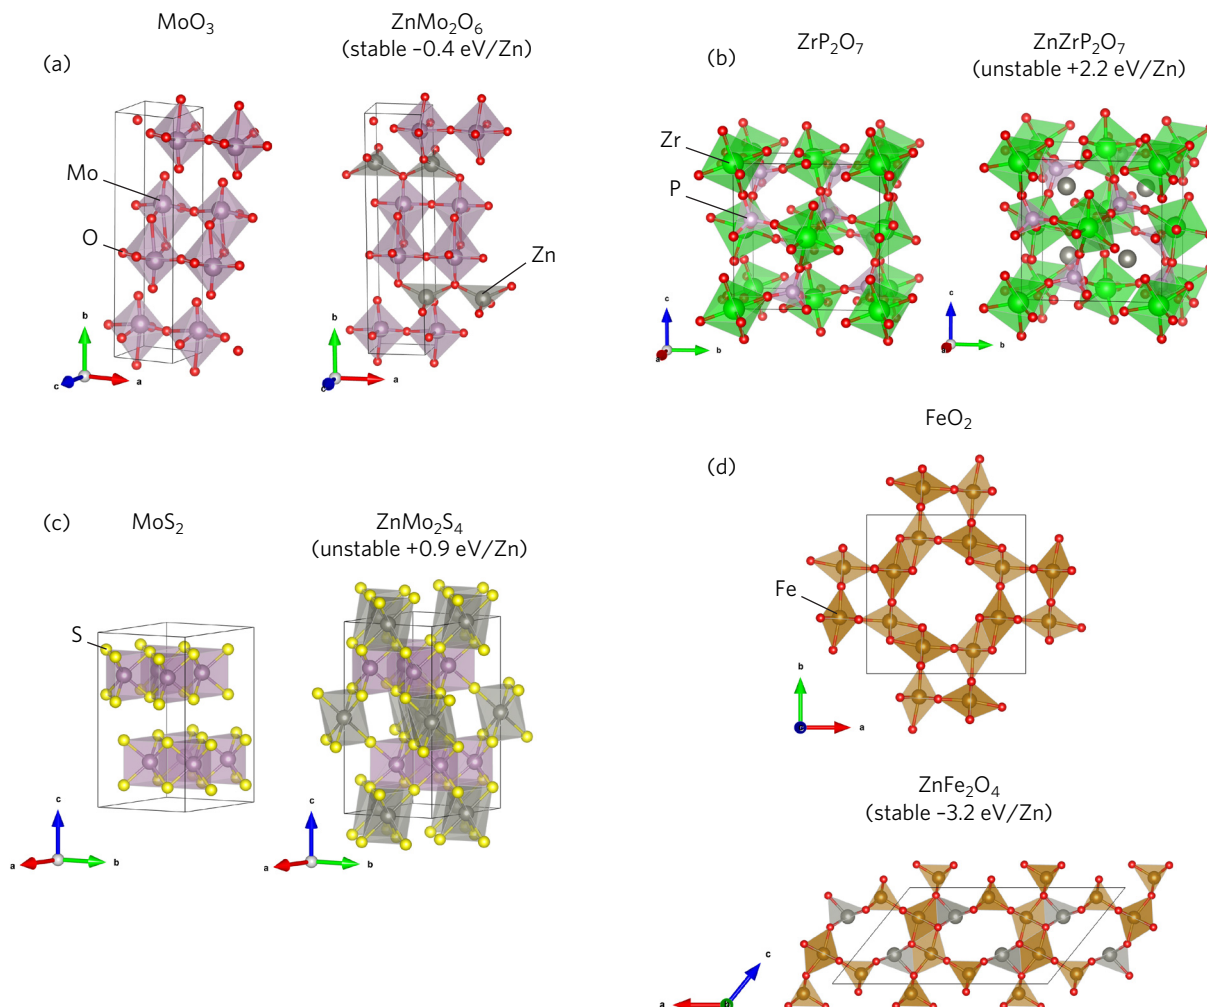 MoO₃
ZnMo₂O₆
(stable –0.4 eV/Zn)
(a)
Mo
O
Zn
b
c
a
b
c
a
ZrP₂O₇
ZnZrP₂O₇
(unstable +2.2 eV/Zn)
(b)
Zr
P
c
a
b
c
a
b
(c)
MoS₂
ZnMo₂S₄
(unstable +0.9 eV/Zn)
S
c
a
b
c
a
b
FeO₂
(d)
Fe
b
c
a
ZnFe₂O₄
(stable –3.2 eV/Zn)
c
a
b